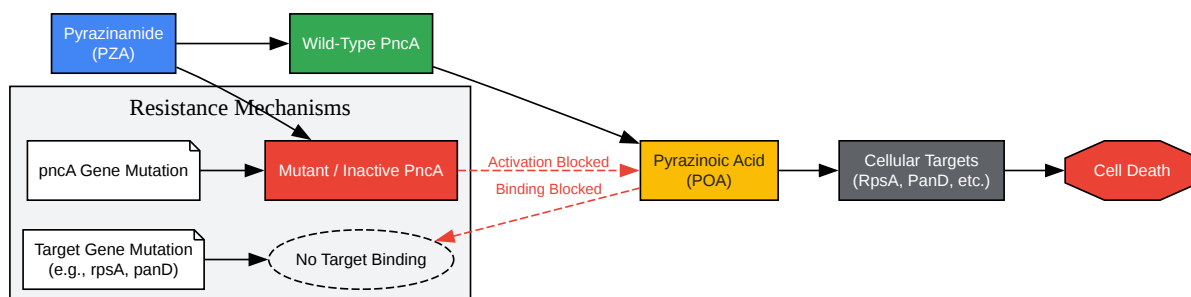 Pyrazinamide
(PZA)
Wild-Type PncA
Resistance Mechanisms
pncA Gene Mutation
Mutant / Inactive PncA
Activation Blocked
Binding Blocked
Pyrazinoic Acid
(POA)
Cellular Targets
(RpsA, PanD, etc.)
Cell Death
Target Gene Mutation
(e.g., rpsA, panD)
No Target Binding